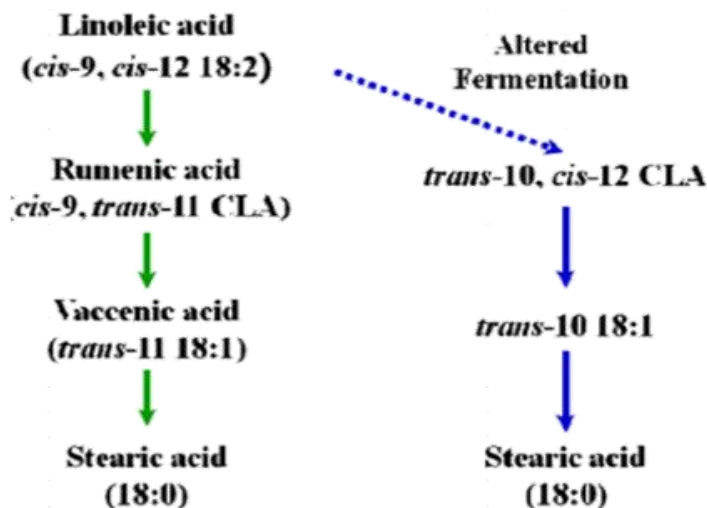 Linoleic acid
(cis-9, cis-12 18:2)
Altered
Fermentation
Rumenic acid
(cis-9, trans-11 CLA)
trans-10, cis-12 CLA
Vaccenic acid
(trans-11 18:1)
trans-10 18:1
Stearic acid
(18:0)
Stearic acid
(18:0)